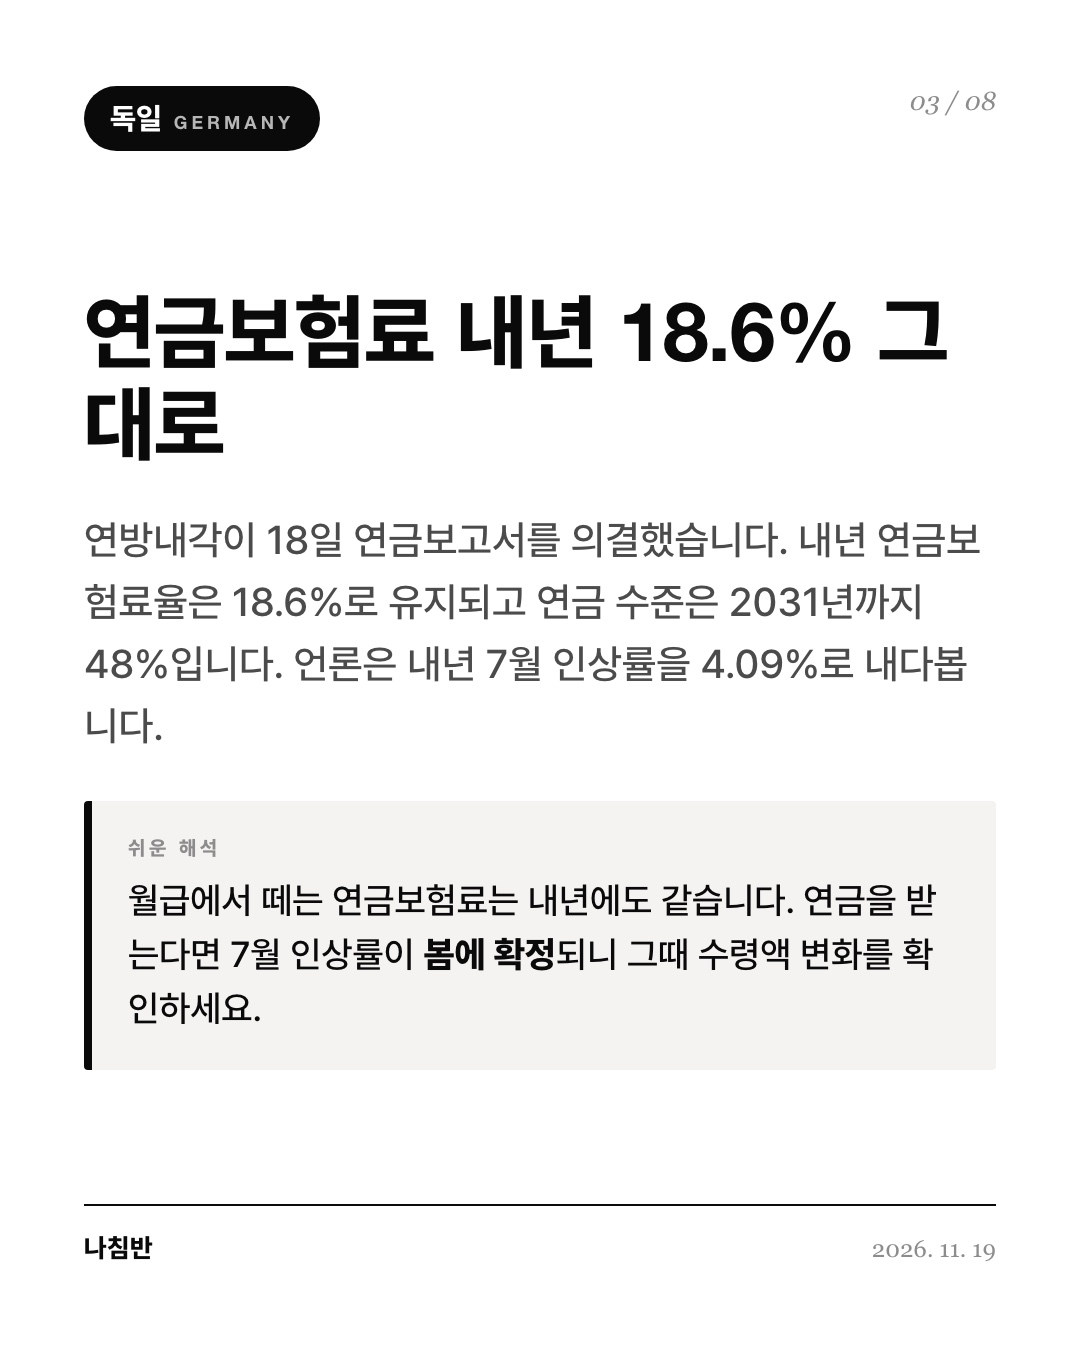 독일 GERMANY
03 / 08
연금보험료 내년 18.6% 그
대로
연방내각이 18일 연금보고서를 의결했습니다. 내년 연금보
험료율은 18.6%로 유지되고 연금 수준은 2031년까지
48%입니다. 언론은 내년 7월 인상률을 4.09%로 내다봅
니다.
쉬운 해석
월급에서 떼는 연금보험료는 내년에도 같습니다. 연금을 받
는다면 7월 인상률이 봄에 확정되니 그때 수령액 변화를 확
인하세요.
나침반
2026. 11. 19